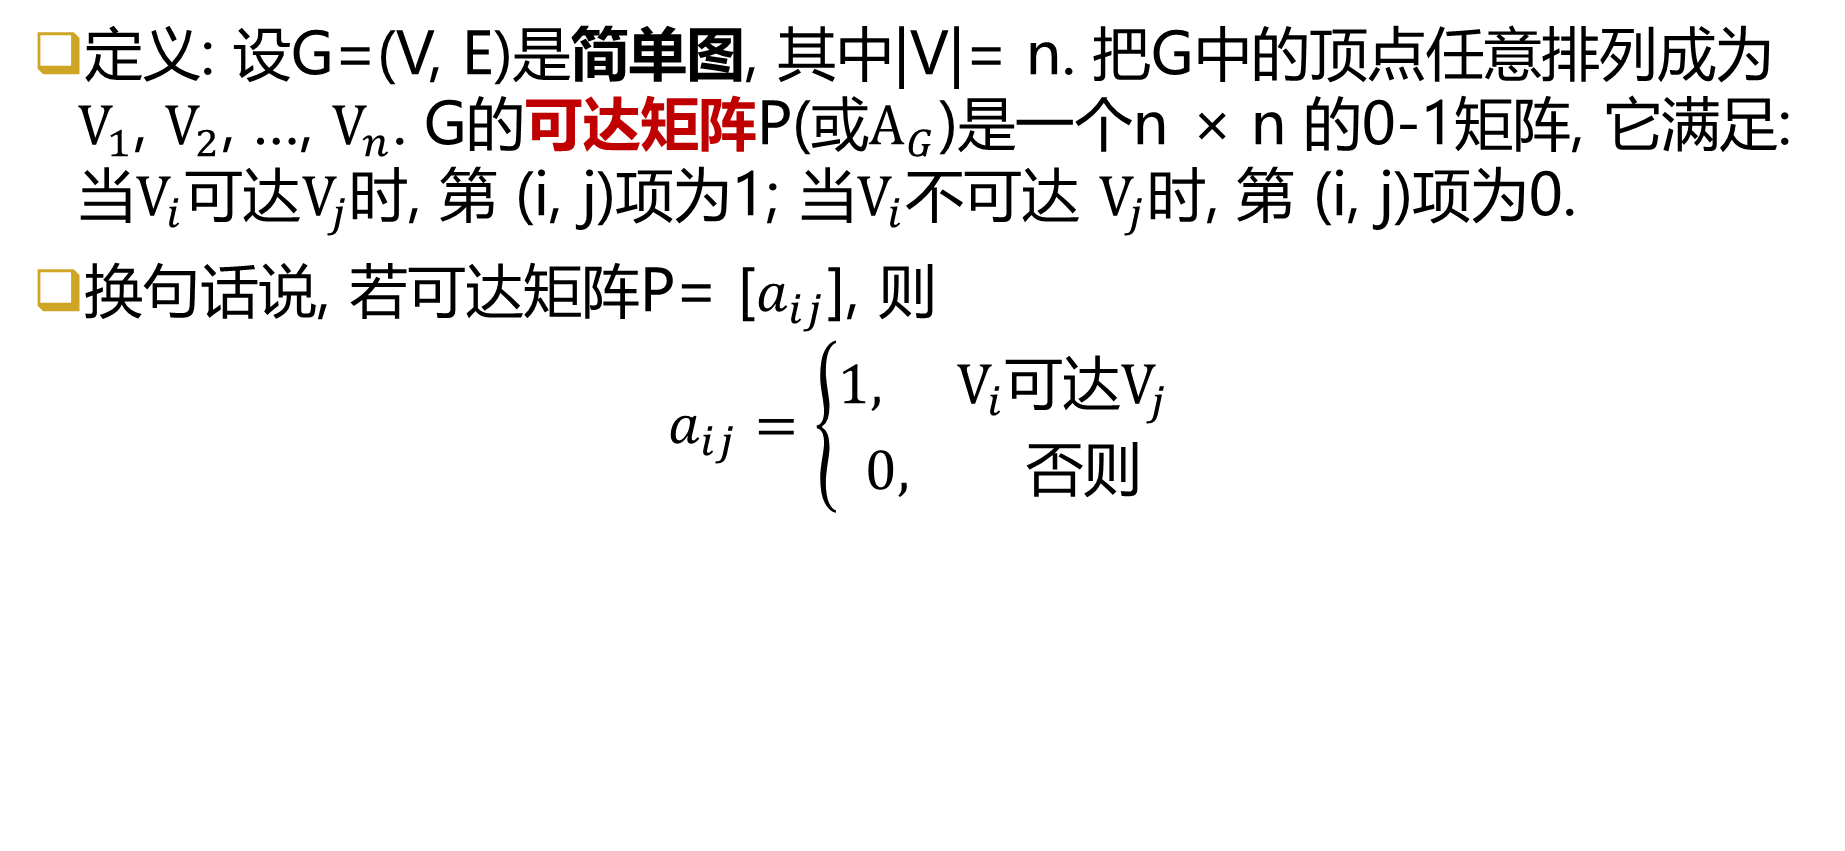 ❑定义: 设G=(V, E)是简单图, 其中|V|= n. 把G中的顶点任意排列成为
V₁, V₂, …, Vₙ. G的可达矩阵P(或A_G)是一个n × n 的0-1矩阵, 它满足:
当Vᵢ可达Vⱼ时, 第 (i, j)项为1; 当Vᵢ不可达 Vⱼ时, 第 (i, j)项为0.
❑换句话说, 若可达矩阵P= [aᵢⱼ], 则
aᵢⱼ = {1, Vᵢ可达Vⱼ
0, 否则